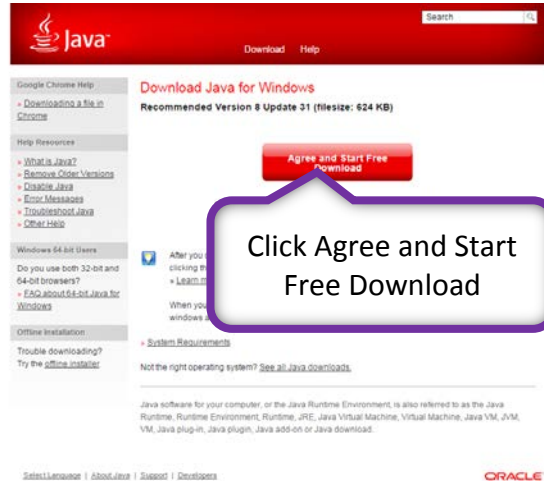 Java
Search
Download Help
Google Chrome Help
» Downloading a file in
Chrome
Help Resources
» What is Java?
» Remove Older Versions
» Disable Java
» Error Messages
» Troubleshoot Java
» Other Help
Windows 64-bit Users
Do you use both 32-bit and
64-bit browsers?
» FAQ about 64-bit Java for
Windows
Offline Installation
Trouble downloading?
Try the offline installer
Download Java for Windows
Recommended Version 8 Update 31 (filesize: 624 KB)
Agree and Start Free
Download
Click Agree and Start
Free Download
After you
clicking
» Learn
When you
windows
» System Requirements
Not the right operating system? See all Java downloads.
Java software for your computer, or the Java Runtime Environment, is also referred to as the Java
Runtime, Runtime Environment, Runtime, JRE, Java Virtual Machine, Virtual Machine, Java VM, JVM,
VM, Java plug-in, Java plugin, Java add-on or Java download.
Select Language | About Java | Support | Developers
ORACLE